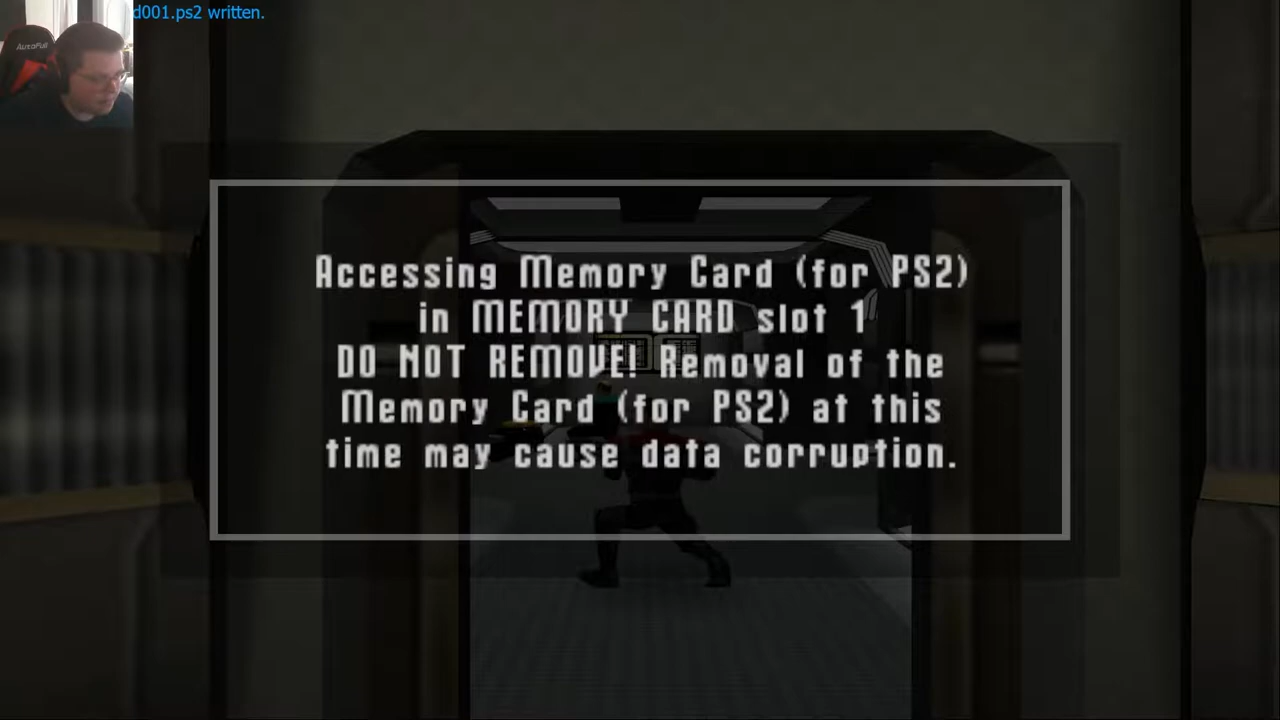 d001.ps2 written.
AutoFull
Accessing Memory Card (for PS2)
in MEMORY CARD slot 1
DO NOT REMOVE! Removal of the
Memory Card (for PS2) at this
time may cause data corruption.